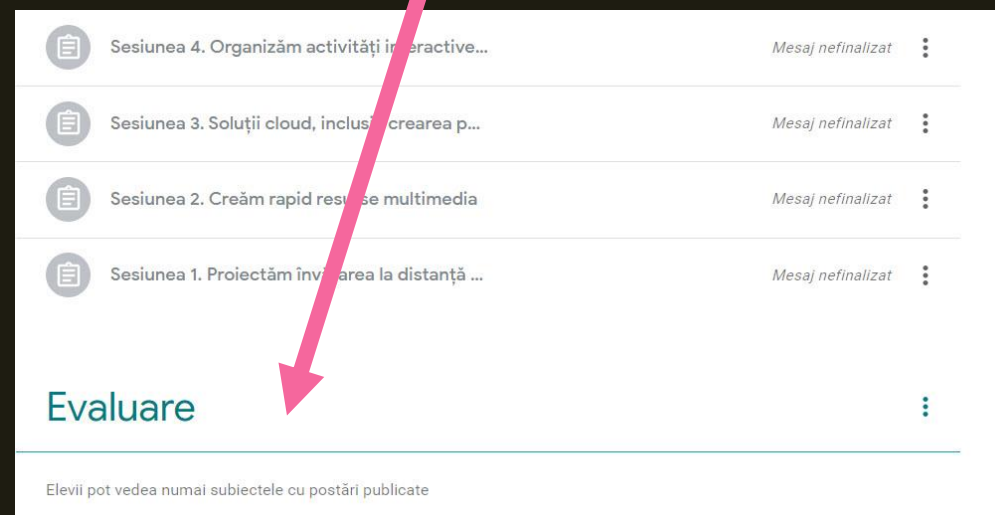 Sesiunea 4. Organizăm activități interactive...
Mesaj nefinalizat
Sesiunea 3. Soluții cloud, inclusiv crearea p...
Mesaj nefinalizat
Sesiunea 2. Creăm rapid resurse multimedia
Mesaj nefinalizat
Sesiunea 1. Proiectăm învățarea la distanță ...
Mesaj nefinalizat
Evaluare
Elevii pot vedea numai subiectele cu postări publicate